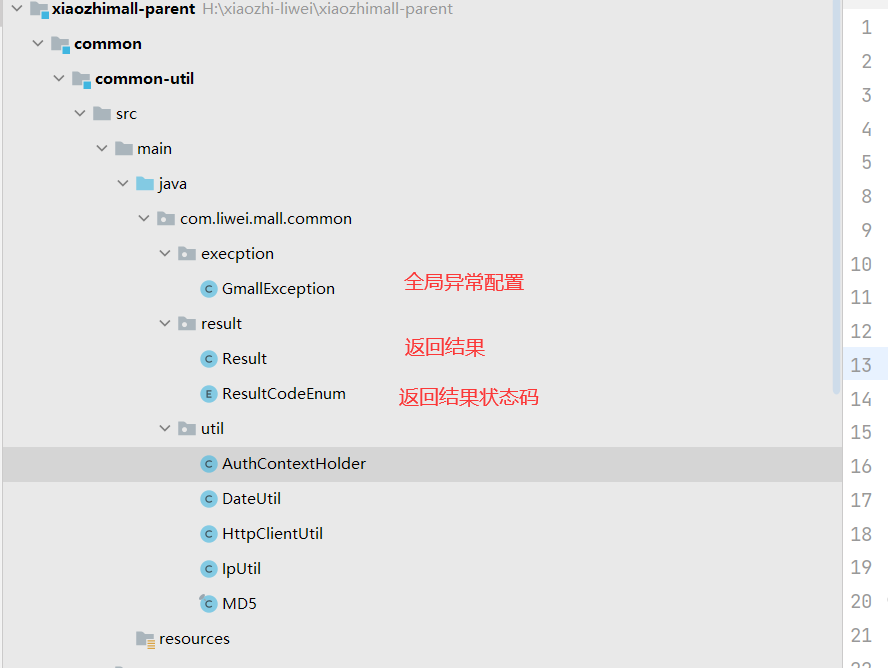 xiaozhimall-parent H:\xiaozhi-liwei\xiaozhimall-parent
1
common
2
common-util
3
src
4
main
5
java
8
com.liwei.mall.common
9
execption
10
GmallException 全局异常配置
11
result
12
返回结果
Result
13
ResultCodeEnum 返回结果状态码
14
util
15
AuthContextHolder
16
DateUtil
17
HttpClientUtil
18
IpUtil
19
MD5
20
resources
21